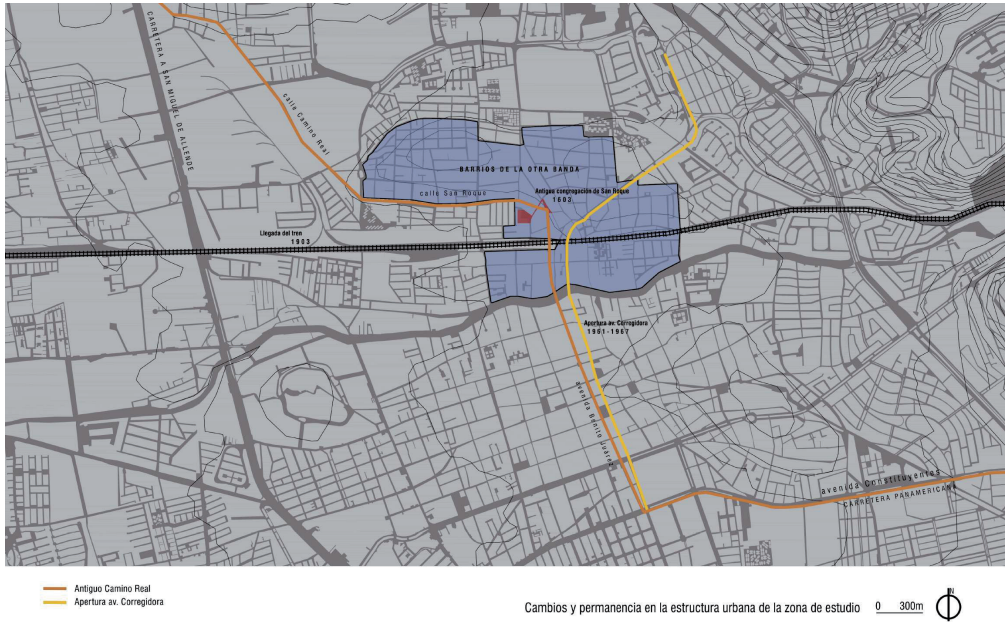 CARRETERA A SAN MIGUEL DE ALLENDE
calle Camino Real
BARRIOS DE LA OTRA BANDA
calle San Roque
Antigua congregación de San Roque
1602
Llegada del tren
1903
Apertura av. Corregidora
1961-1967
avenida Benito Juárez
avenida Constituyentes
CARRETERA PANAMERICANA
Antiguo Camino Real
Apertura av. Corregidora
Cambios y permanencia en la estructura urbana de la zona de estudio
0 300m
N